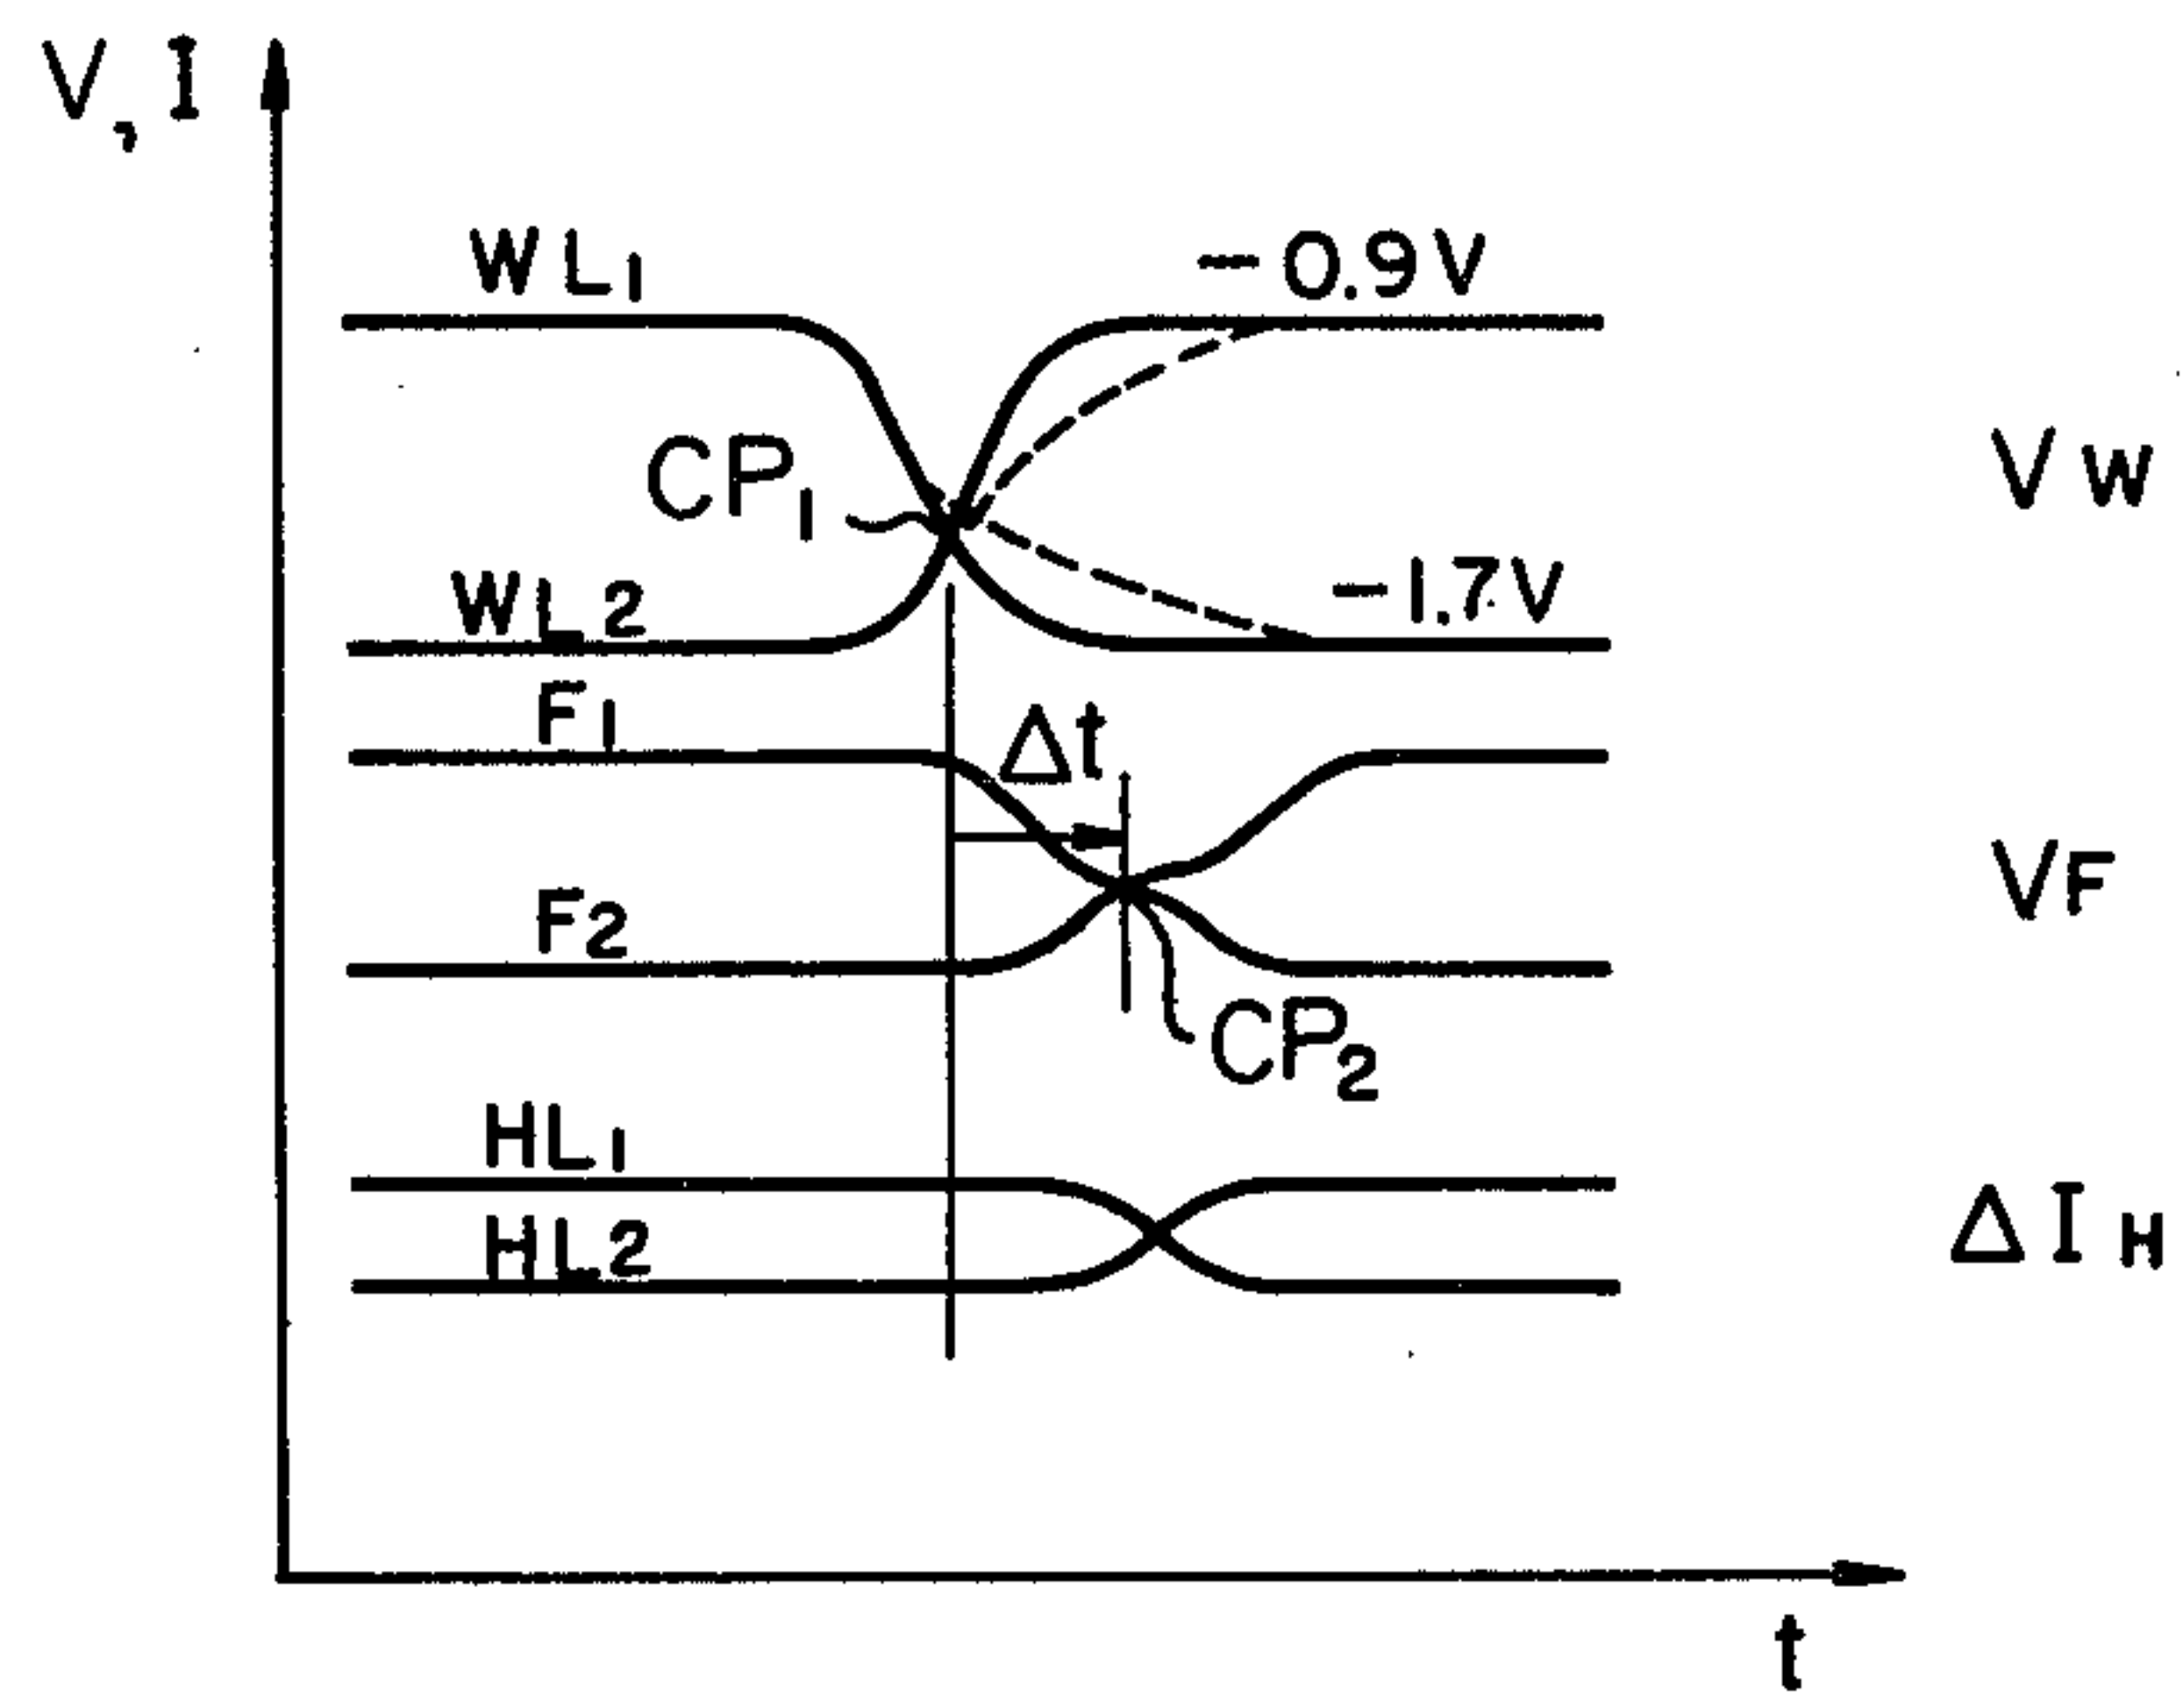 V, I
WL1
-0.9V
CP1
VW
WL2
-1.7V
F1
Δt
VF
F2
CP2
HL1
ΔIH
HL2
t